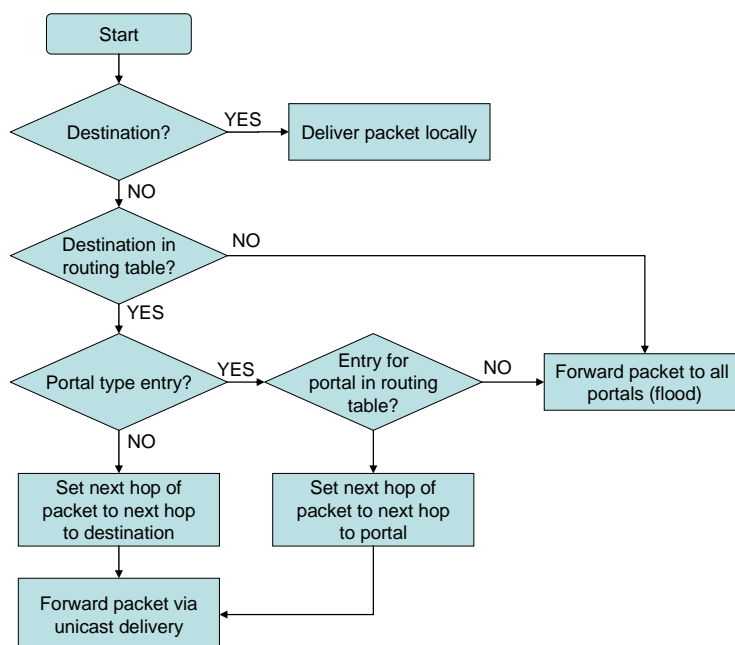 Start
Destination?
YES
Deliver packet locally
NO
Destination in
routing table?
NO
YES
Portal type entry?
YES
Entry for
portal in routing
table?
NO
Forward packet to all
portals (flood)
NO
Set next hop of
packet to next hop
to destination
Set next hop of
packet to next hop
to portal
Forward packet via
unicast delivery